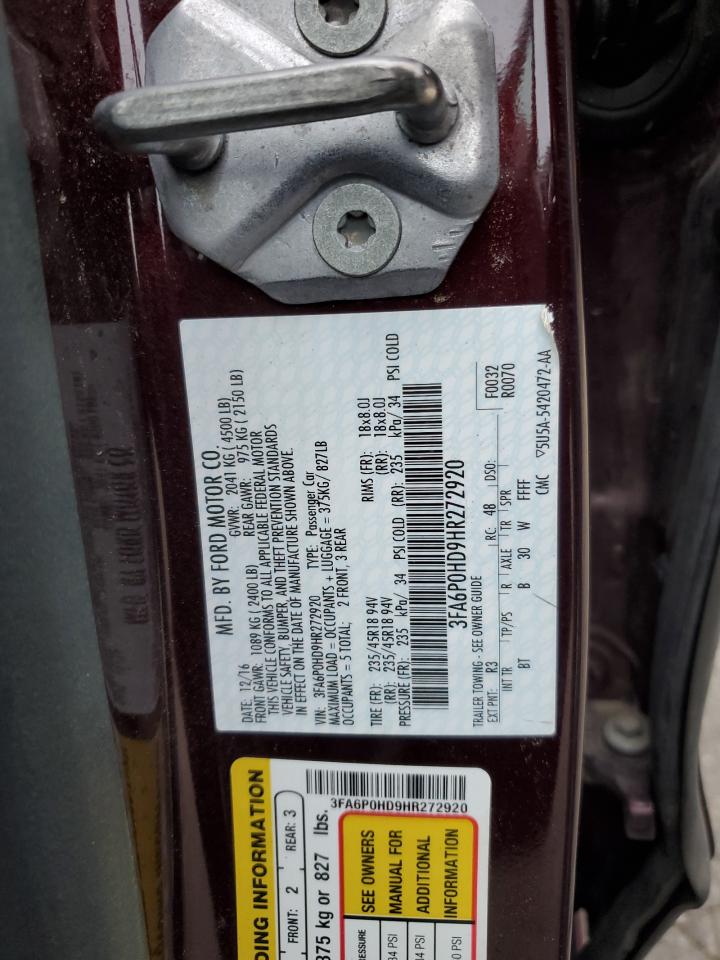 MFD. BY FORD MOTOR CO.
DATE: 12/16 GVWR: 2041 KG ( 4500 LB)
FRONT GAWR: 1089 KG ( 2400 LB) REAR GAWR: 975 KG ( 2150 LB)
THIS VEHICLE CONFORMS TO ALL APPLICABLE FEDERAL MOTOR
VEHICLE SAFETY, BUMPER, AND THEFT PREVENTION STANDARDS
IN EFFECT ON THE DATE OF MANUFACTURE SHOWN ABOVE.
VIN: 3FA6P0HD9HR272920 TYPE: Passenger Car
MAXIMUM LOAD = OCCUPANTS + LUGGAGE = 375KG/ 827LB
OCCUPANTS = 5 TOTAL: 2 FRONT, 3 REAR
TIRE (FR): 235/45R18 94V RIMS (FR): 18x8.0J
(RR): 235/45R18 94V (RR): 18x8.0J
PRESSURE (FR): 235 kPa/ 34 PSI COLD (RR): 235 kPa/ 34 PSI COLD
3FA6P0HD9HR272920
TRAILER TOWING - SEE OWNER GUIDE F0032
EXT PNT: R3 RC: 48 DSO: R0070
INT TR TP/PS R AXLE TR SPR
BT B 30 W FFFF
CMC ▽5U5A-5420472-AA
DING INFORMATION
FRONT: 2 REAR: 3
375 kg or 827 lbs.
3FA6P0HD9HR272920
SEE OWNERS
MANUAL FOR
ADDITIONAL
INFORMATION